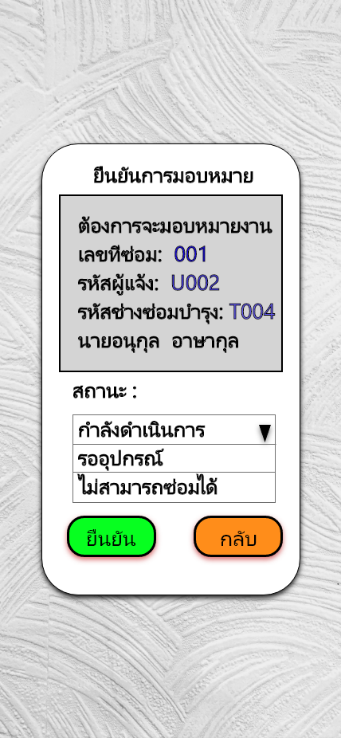 ยืนยันการมอบหมาย
ต้องการจะมอบหมายงาน
เลขที่ซ่อม: 001
รหัสผู้แจ้ง: U002
รหัสช่างซ่อมบำรุง: T004
นายอนุกุล อาษากุล
สถานะ :
กำลังดำเนินการ
รออุปกรณ์
ไม่สามารถซ่อมได้
ยืนยัน กลับ